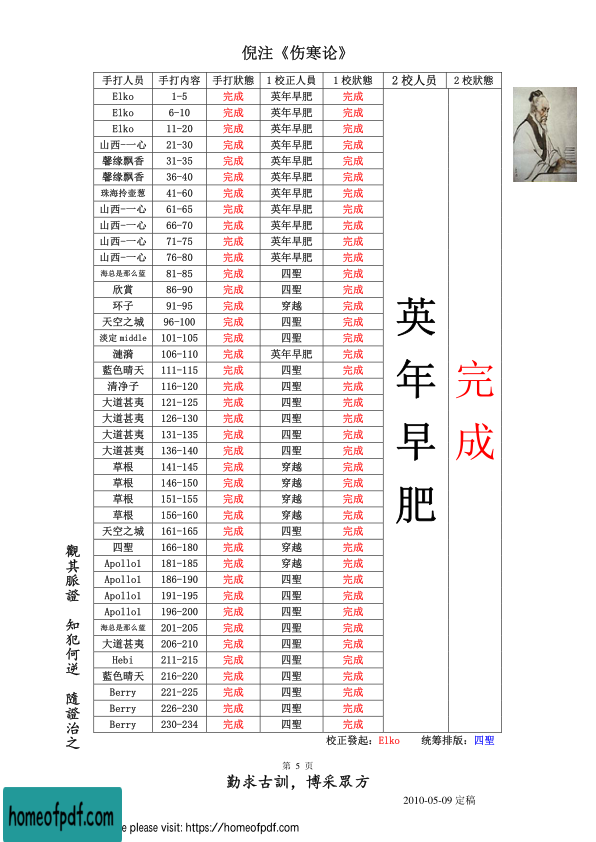 倪注《伤寒论》
手打人员 手打内容 手打狀態 1校正人員 1校狀態 2校人员 2校狀態
Elko 1-5 完成 英年早肥 完成
Elko 6-10 完成 英年早肥 完成
Elko 11-20 完成 英年早肥 完成
山西-一心 21-30 完成 英年早肥 完成
馨缘飘香 31-35 完成 英年早肥 完成
馨缘飘香 36-40 完成 英年早肥 完成
珠海拎壶葱 41-60 完成 英年早肥 完成
山西-一心 61-65 完成 英年早肥 完成
山西-一心 66-70 完成 英年早肥 完成
山西-一心 71-75 完成 英年早肥 完成
山西-一心 76-80 完成 英年早肥 完成
海总是那么蓝 81-85 完成 四聖 完成
欣賞 86-90 完成 四聖 完成
环子 91-95 完成 穿越 完成
天空之城 96-100 完成 四聖 完成
淡定middle 101-105 完成 四聖 完成
漣漪 106-110 完成 英年早肥 完成
藍色晴天 111-115 完成 四聖 完成
清净子 116-120 完成 四聖 完成
大道甚夷 121-125 完成 四聖 完成
大道甚夷 126-130 完成 四聖 完成
大道甚夷 131-135 完成 四聖 完成
大道甚夷 136-140 完成 四聖 完成
草根 141-145 完成 穿越 完成
草根 146-150 完成 穿越 完成
草根 151-155 完成 穿越 完成
草根 156-160 完成 穿越 完成
天空之城 161-165 完成 四聖 完成
四聖 166-180 完成 穿越 完成
Apollo1 181-185 完成 穿越 完成
Apollo1 186-190 完成 四聖 完成
Apollo1 191-195 完成 四聖 完成
Apollo1 196-200 完成 四聖 完成
海总是那么蓝 201-205 完成 四聖 完成
大道甚夷 206-210 完成 四聖 完成
Hebi 211-215 完成 四聖 完成
藍色晴天 216-220 完成 四聖 完成
Berry 221-225 完成 四聖 完成
Berry 226-230 完成 四聖 完成
Berry 230-234 完成 四聖 完成
英年早肥
完成
觀其脈證 知犯何逆 隨證治之
校正發起：Elko 统筹排版：四聖
第 5 页
勤求古訓，博采眾方
2010-05-09 定稿
homeofpdf.com
e please visit: https://homeofpdf.com